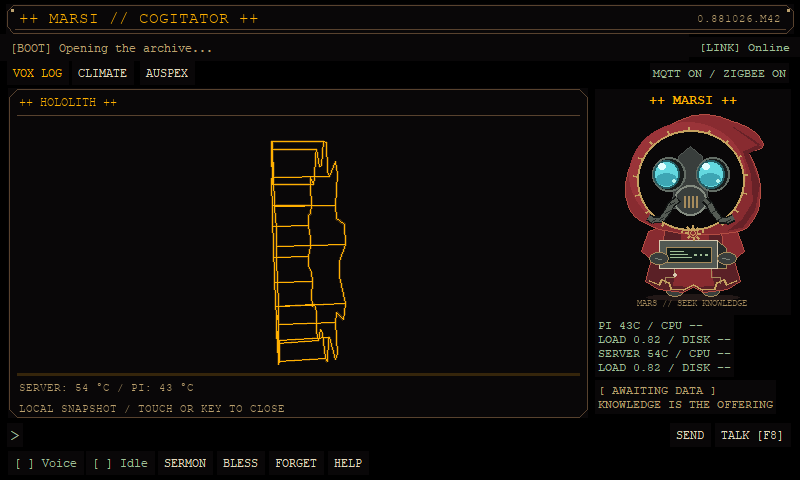 ++ MARSI // COGITATOR ++
0.881026.M42
[BOOT] Opening the archive...
[LINK] Online
VOX LOG
CLIMATE
AUSPEX
MQTT ON / ZIGBEE ON
++ HOLOLITH ++
SERVER: 54 °C / PI: 43 °C
LOCAL SNAPSHOT / TOUCH OR KEY TO CLOSE
++ MARSI ++
MARS // SEEK KNOWLEDGE
PI 43C / CPU --
LOAD 0.82 / DISK --
SERVER 54C / CPU --
LOAD 0.82 / DISK --
[ AWAITING DATA ]
KNOWLEDGE IS THE OFFERING
>
SEND
TALK [F8]
[ ] Voice
[ ] Idle
SERMON
BLESS
FORGET
HELP